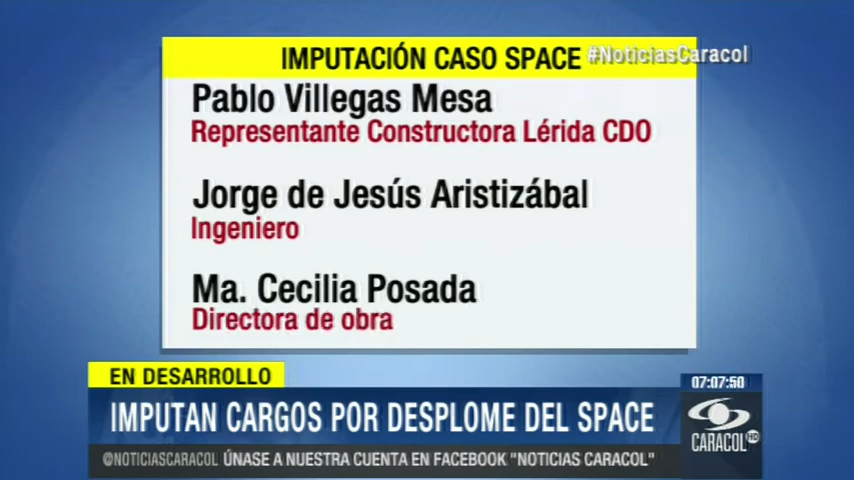 IMPUTACIÓN CASO SPACE
#NoticiasCaracol
Pablo Villegas Mesa
Representante Constructora Lérida CDO
Jorge de Jesús Aristizábal
Ingeniero
Ma. Cecilia Posada
Directora de obra
EN DESARROLLO
07:07:50
IMPUTAN CARGOS POR DESPLOME DEL SPACE
CARACOL HD
@NOTICIASCARACOL ÚNASE A NUESTRA CUENTA EN FACEBOOK "NOTICIAS CARACOL"